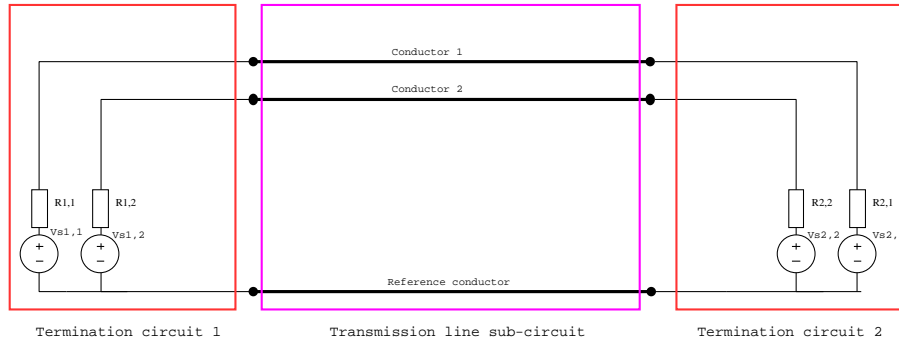 Conductor 1
Conductor 2
R1,1
R1,2
R2,2
R2,1
Vs1,1
Vs1,2
Vs2,2
Vs2,
+
+
+
+
−
−
−
−
Reference conductor
Termination circuit 1
Transmission line sub-circuit
Termination circuit 2